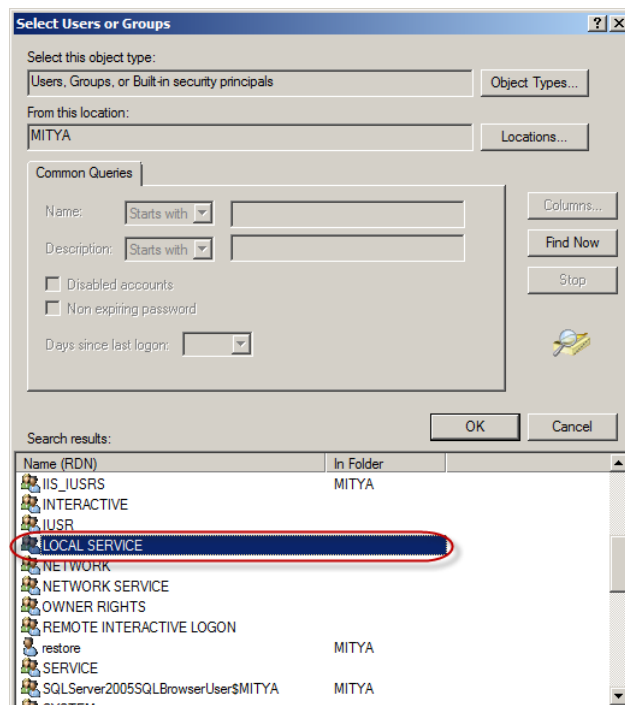 Select Users or Groups
Select this object type:
Users, Groups, or Built-in security principals
Object Types...
From this location:
MITYA
Locations...
Common Queries
Name:
Starts with
Columns...
Description:
Starts with
Find Now
Disabled accounts
Stop
Non expiring password
Days since last logon:
OK
Cancel
Search results:
Name (RDN) In Folder
IIS_IUSRS MITYA
INTERACTIVE
IUSR
LOCAL SERVICE
NETWORK
NETWORK SERVICE
OWNER RIGHTS
REMOTE INTERACTIVE LOGON
restore MITYA
SERVICE
SQLServer2005SQLBrowserUser$MITYA MITYA